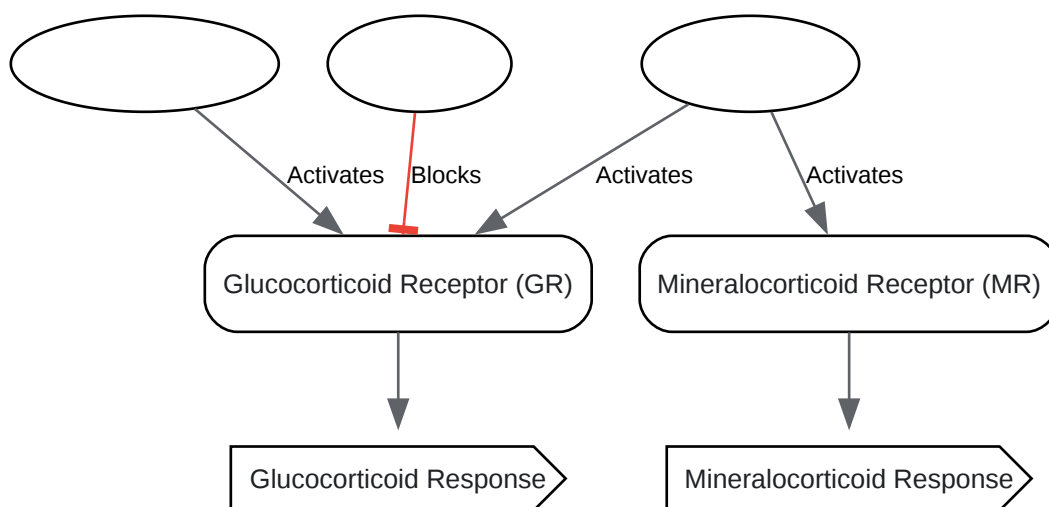 Activates
Blocks
Activates
Activates
Glucocorticoid Receptor (GR)
Mineralocorticoid Receptor (MR)
Glucocorticoid Response
Mineralocorticoid Response